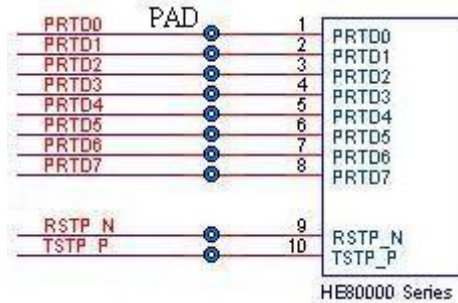 PAD
PRTD0 1 PRTD0
PRTD1 2 PRTD1
PRTD2 3 PRTD2
PRTD3 4 PRTD3
PRTD4 5 PRTD4
PRTD5 6 PRTD5
PRTD6 7 PRTD6
PRTD7 8 PRTD7
RSTP_N 9 RSTP_N
TSTP_P 10 TSTP_P
HE80000 Series